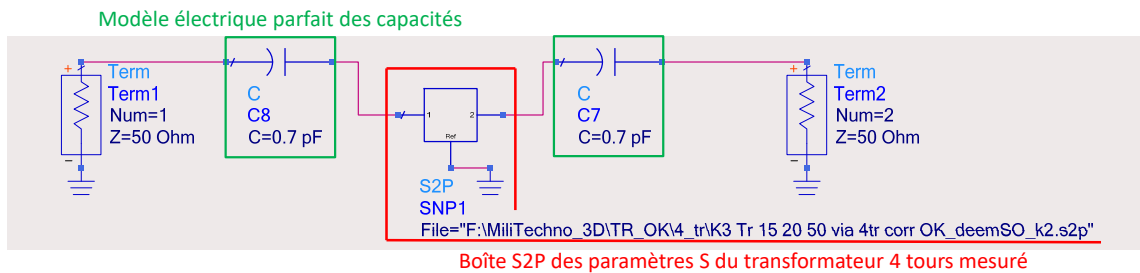 Modèle électrique parfait des capacités
+
Term
Term1
Num=1
Z=50 Ohm
-
C
C8
C=0.7 pF
1
2
Ref
S2P
SNP1
File="F:\MiliTechno_3D\TR_OK\4_tr\K3 Tr 15 20 50 via 4tr corr OK_deemSO_k2.s2p"
C
C7
C=0.7 pF
+
Term
Term2
Num=2
Z=50 Ohm
-
Boîte S2P des paramètres S du transformateur 4 tours mesuré